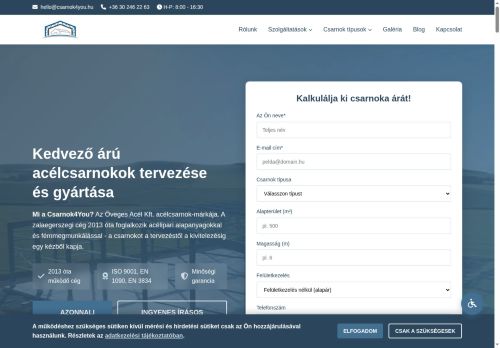 hello@csarnok4you.hu
+36 30 246 22 63
H-P: 8:00 - 16:30
Rólunk
Szolgáltatások
Csarnok típusok
Galéria
Blog
Kapcsolat
Kedvező árú
acélcsarnokok tervezése
és gyártása
Mi a Csarnok4You? Az Öveges Acél Kft. acélcsarnok-márkája. A
zalaegerszegi cég 2013 óta foglalkozik acélipari alapanyagokkal
és fémmegmunkálással - a csarnokot a tervezéstől a kivitelezésig
egy kézből kapja.
2013 óta
működő cég
ISO 9001, EN
1090, EN 3834
Minőségi
garancia
AZONNALI
INGYENES ÍRÁSOS
Kalkulálja ki csarnoka árát!
Az Ön neve*
Teljes név
E-mail cím*
pelda@domain.hu
Csarnok típusa
Válasszon típust
Alapterület (m²)
pl. 500
Magasság (m)
pl. 6
Felületkezelés
Felületkezelés nélkül (alapár)
Telefonszám
A működéshez szükséges sütiken kívül mérési és hirdetési sütiket csak az Ön hozzájárulásával
használunk. Részletek az adatkezelési tájékoztatóban.
ELFOGADOM
CSAK A SZÜKSÉGESEK